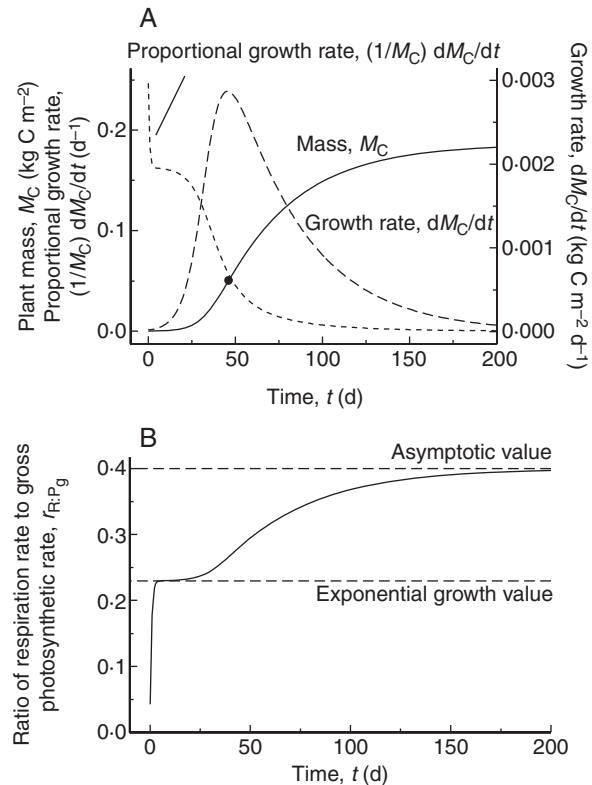 A
Proportional growth rate, (1/M_C) dM_C/dt
Plant mass, M_C (kg C m⁻²)
Proportional growth rate,
(1/M_C) dM_C/dt (d⁻¹)
0·2
0·1
0·0
Mass, M_C
Growth rate, dM_C/dt
0·003
0·002
0·001
0·000
Growth rate, dM_C/dt
(kg C m⁻² d⁻¹)
0 50 100 150 200
Time, t (d)
B
Ratio of respiration rate to gross
photosynthetic rate, r_R:Pg
0·4
0·3
0·2
0·1
0·0
Asymptotic value
Exponential growth value
0 50 100 150 200
Time, t (d)